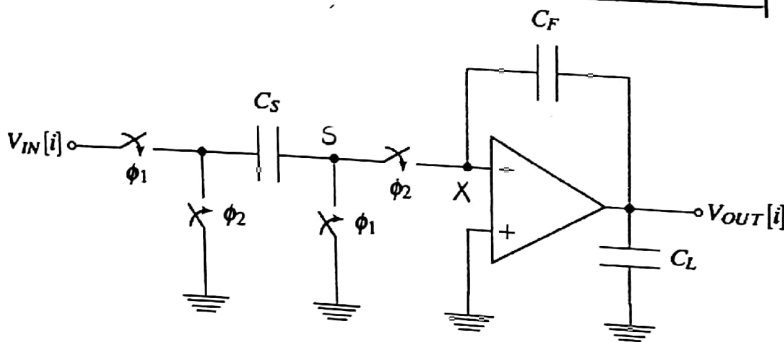 C_F
C_S
S
V_IN[i]
ϕ1
ϕ2
X
−
ϕ2
ϕ1
+
V_OUT[i]
C_L